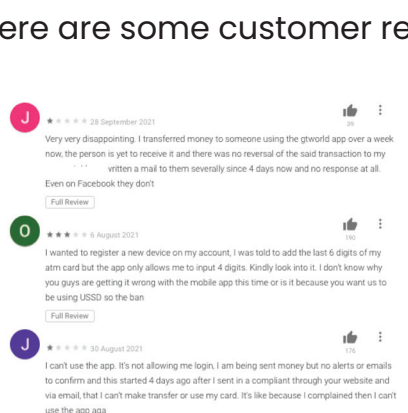 ere are some customer re
J
28 September 2021
39
Very very disappointing. I transferred money to someone using the gtworld app over a week
now, the person is yet to receive it and there was no reversal of the said transaction to my
written a mail to them severally since 4 days now and no response at all.
Even on Facebook they don't
Full Review
O
6 August 2021
190
I wanted to register a new device on my account, I was told to add the last 6 digits of my
atm card but the app only allows me to input 4 digits. Kindly look into it. I don't know why
you guys are getting it wrong with the mobile app this time or is it because you want us to
be using USSD so the ban
Full Review
J
30 August 2021
176
I can't use the app. It's not allowing me login, I am being sent money but no alerts or emails
to confirm and this started 4 days ago after I sent in a compliant through your website and
via email, that I can't make transfer or use my card. It's like because I complained then I can't
use the app aga